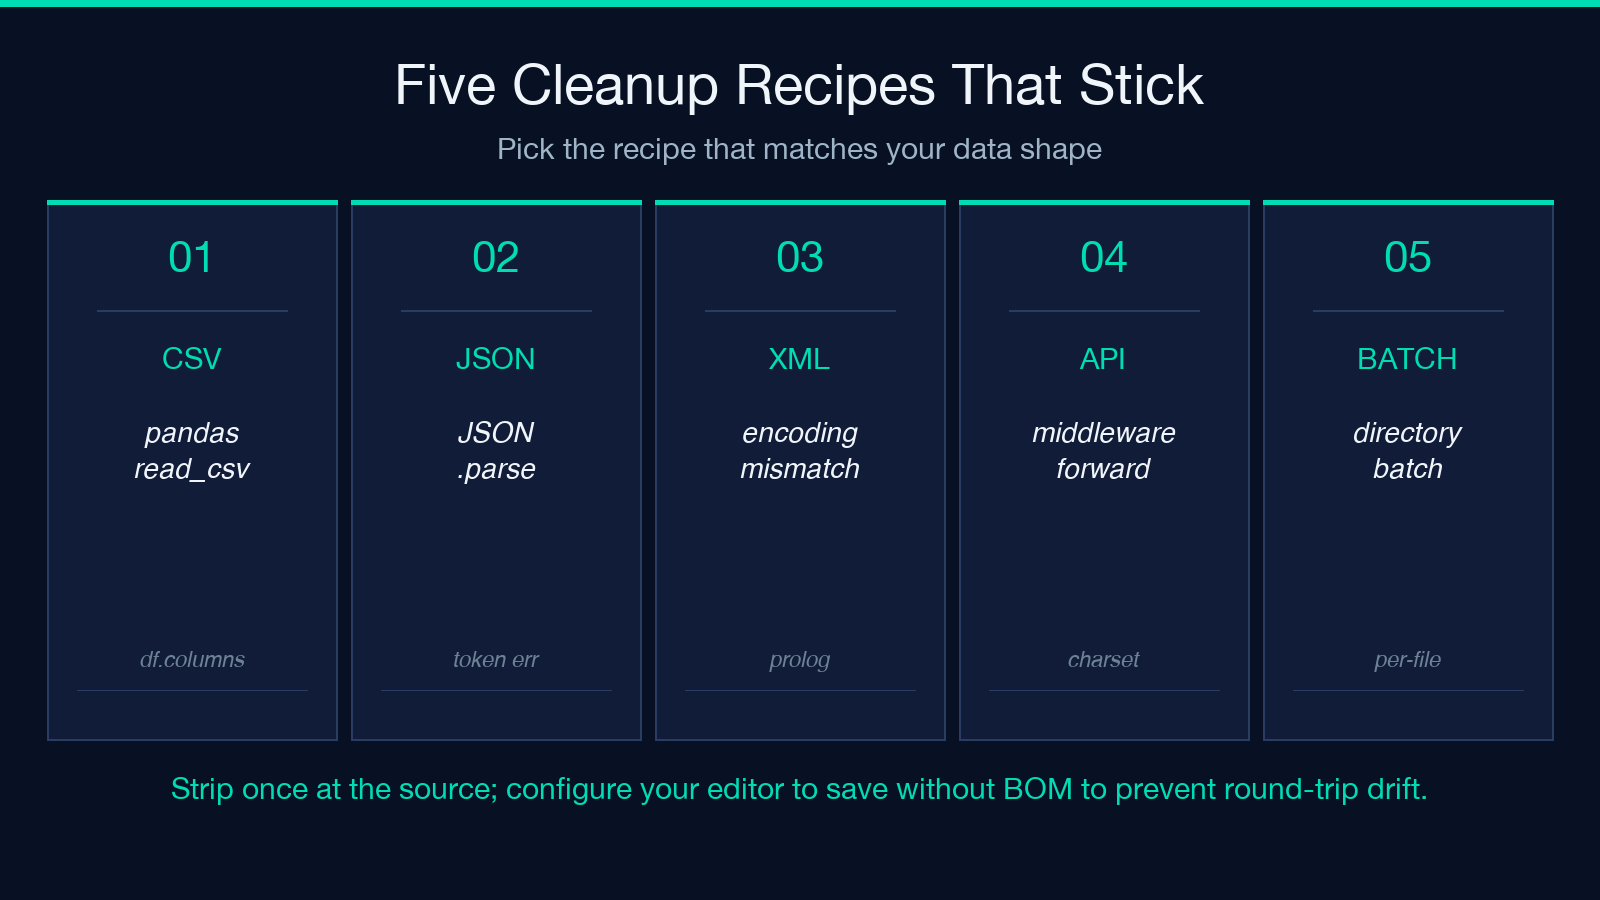 Five Cleanup Recipes That Stick
Pick the recipe that matches your data shape
01
CSV
pandas
read_csv
df.columns
02
JSON
JSON
.parse
token err
03
XML
encoding
mismatch
prolog
04
API
middleware
forward
charset
05
BATCH
directory
batch
per-file
Strip once at the source; configure your editor to save without BOM to prevent round-trip drift.